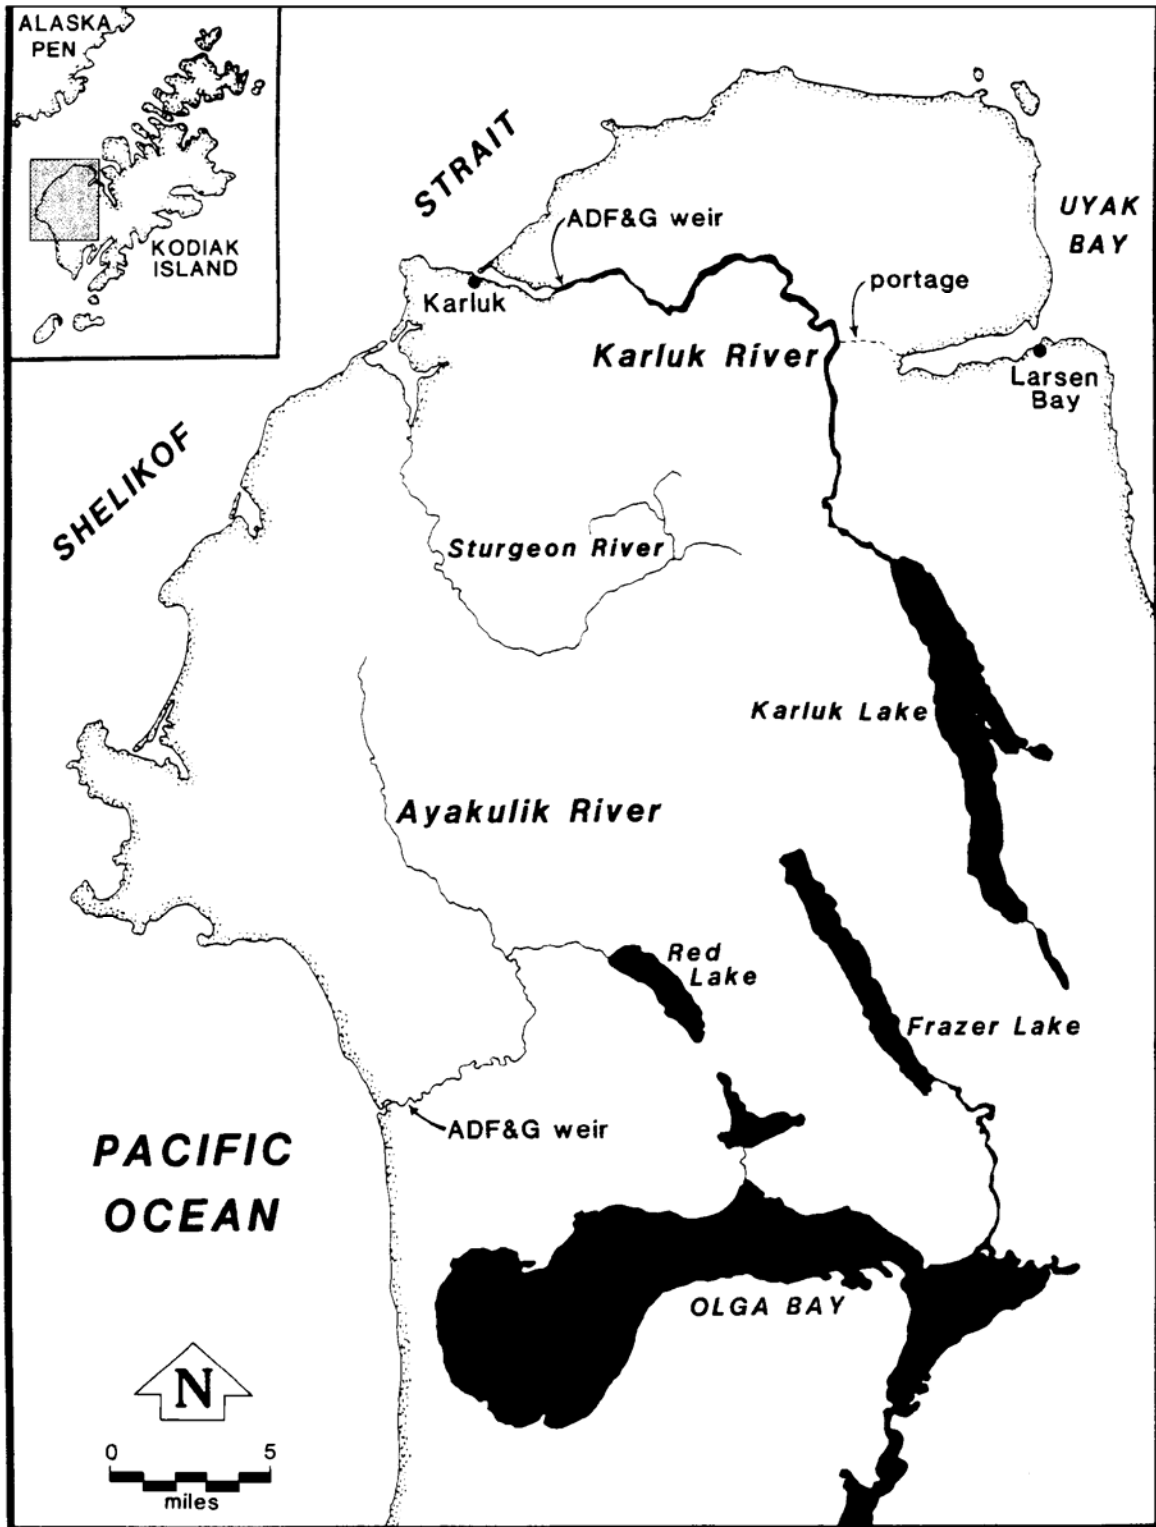 ALASKA
PEN
KODIAK
ISLAND
STRAIT
SHELIKOF
ADF&G weir
UYAK
BAY
portage
Karluk
Karluk River
Larsen
Bay
Sturgeon River
Karluk Lake
Ayakulik River
Red
Lake
Frazer Lake
ADF&G weir
PACIFIC
OCEAN
OLGA BAY
N
0 5
miles